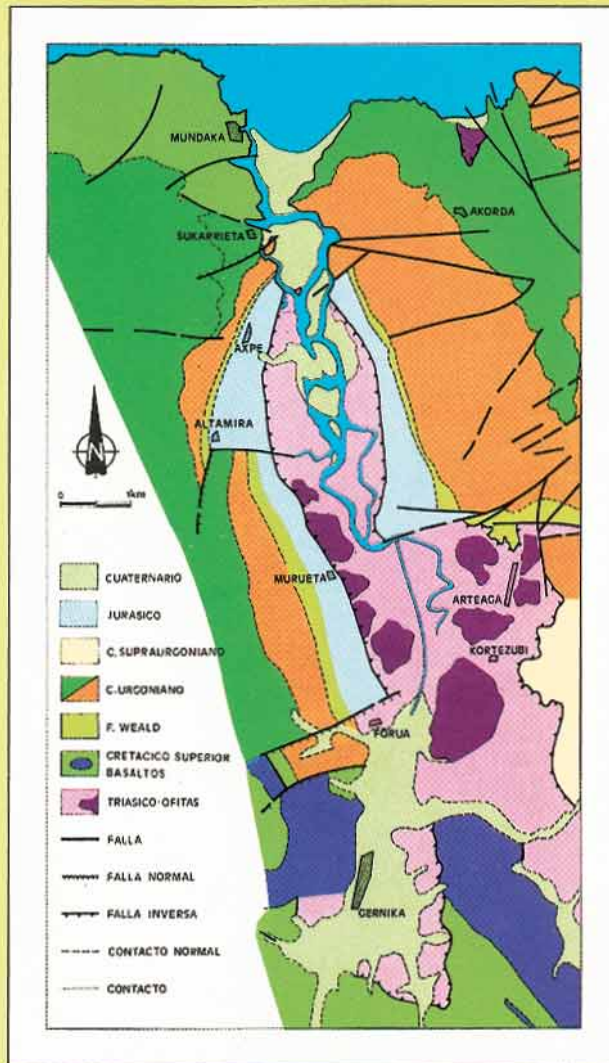 MUNDAKA
AKORDA
SUKARRIETA
AXPE
ALTAMIRA
N
0 1km
MURUETA
ARTEAGA
KORTEZUBI
FORUA
GERNIKA
CUATERNARIO
JURASICO
C. SUPRAURGONIANO
C. URGONIANO
F. WEALD
CRETACICO SUPERIOR
BASALTOS
TRIASICO-OFITAS
FALLA
FALLA NORMAL
FALLA INVERSA
CONTACTO NORMAL
CONTACTO